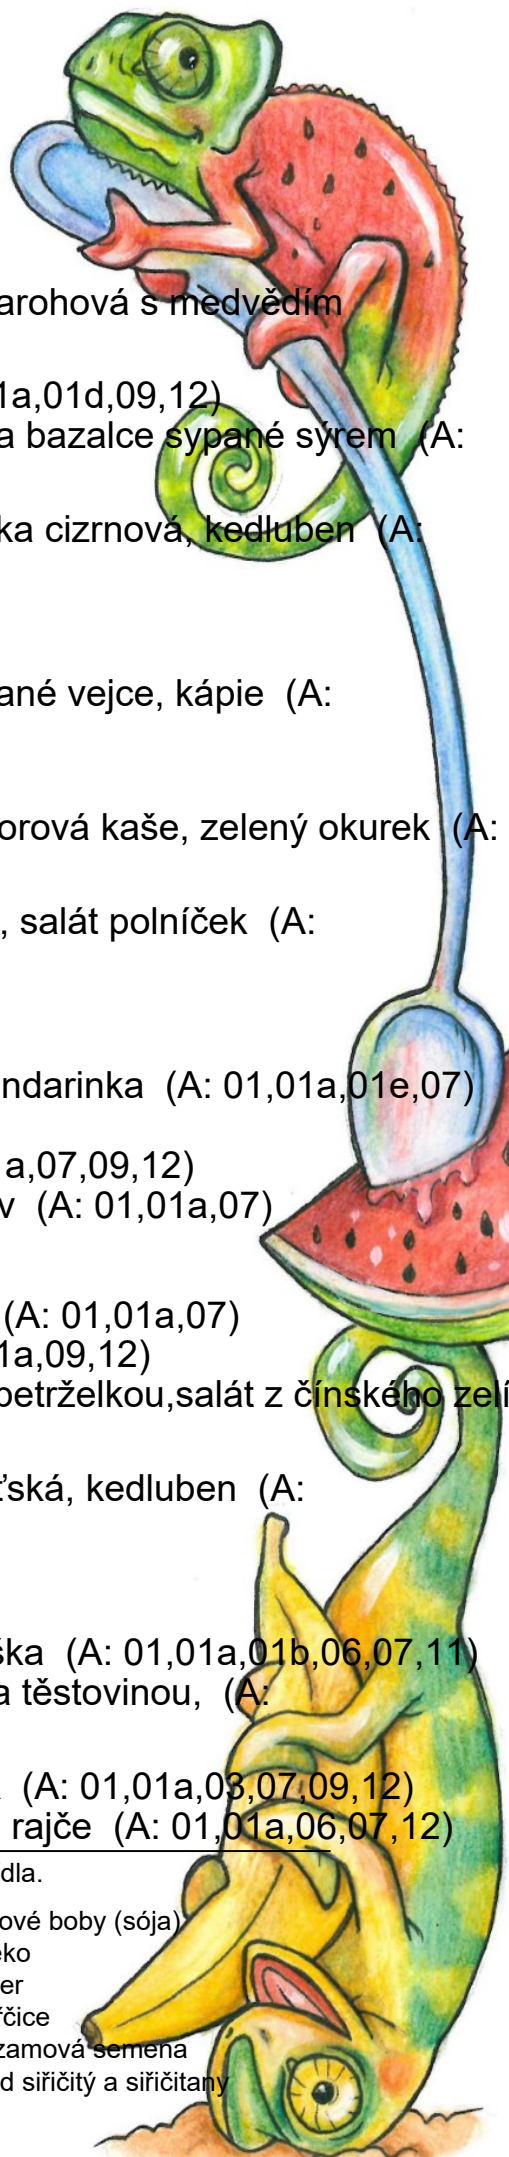 arohová s medvědím
1a,01d,09,12)
a bazalce sypané sýrem (A:
ka cizrnová, kedluben (A:
ané vejce, kápie (A:
orová kaše, zelený okurek (A:
, salát polníček (A:
ndarinka (A: 01,01a,01e,07)
a,07,09,12)
v (A: 01,01a,07)
(A: 01,01a,07)
1a,09,12)
petrželkou,salát z čínského zelí
ťská, kedluben (A:
ška (A: 01,01a,01b,06,07,11)
a těstovinou, (A:
(A: 01,01a,03,07,09,12)
rajče (A: 01,01a,06,07,12)
dla.
ové boby (sója)
éko
er
řčice
zamová semena
d siřičitý a siřičitany